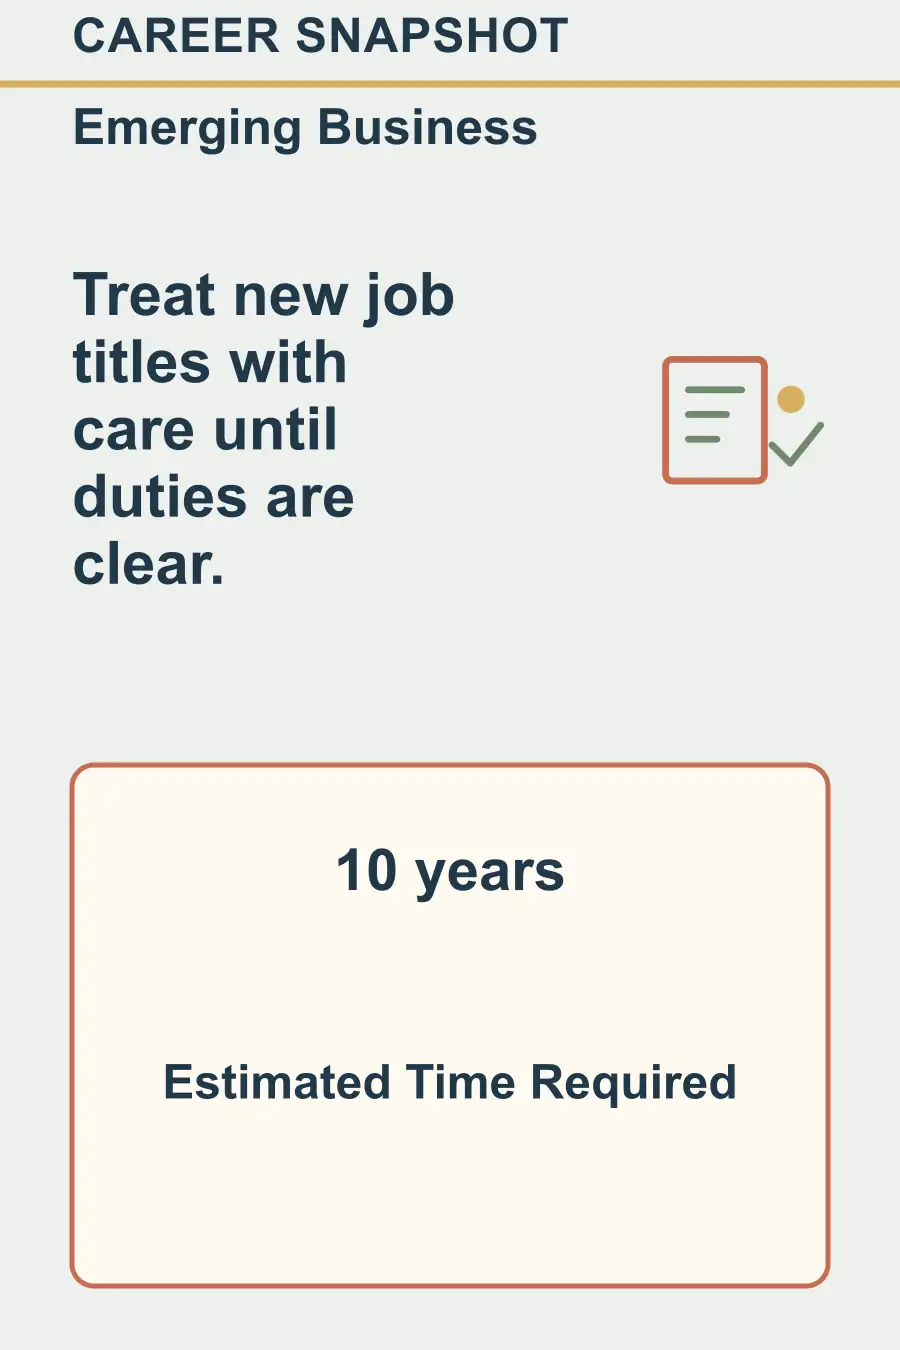 CAREER SNAPSHOT
Emerging Business
Treat new job
titles with
care until
duties are
clear.
10 years
Estimated Time Required